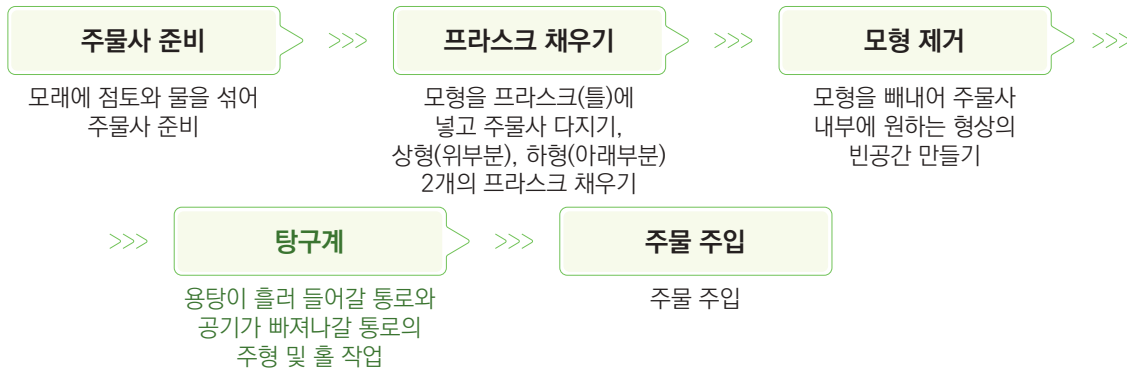 주물사 준비
>>>
프라스크 채우기
>>>
모형 제거
>>>
모래에 점토와 물을 섞어
주물사 준비
모형을 프라스크(틀)에
넣고 주물사 다지기,
상형(위부분), 하형(아래부분)
2개의 프라스크 채우기
모형을 빼내어 주물사
내부에 원하는 형상의
빈공간 만들기
>>>
탕구계
>>>
주물 주입
용탕이 흘러 들어갈 통로와
공기가 빠져나갈 통로의
주형 및 홀 작업
주물 주입